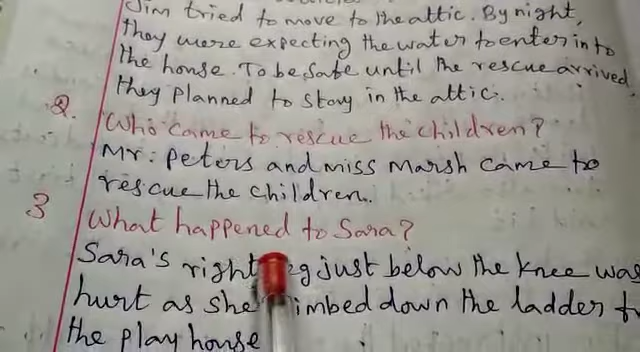 Jim tried to move to the attic. By night,
they were expecting the water to enter into
the house. To be safe until the rescue arrived
they planned to stay in the attic.
2. Who came to rescue the children?
Mr. Peters and miss Marsh came to
rescue the children.
3 What happened to Sara?
Sara's right eg just below the knee was
hurt as she imbed down the ladder
the play house